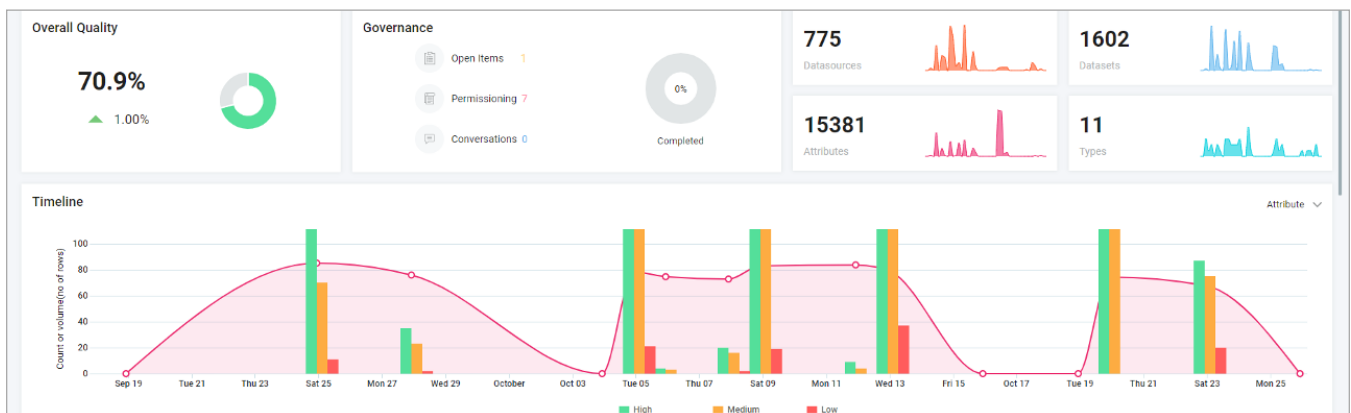 Overall Quality
70.9%
1.00%
Governance
Open Items 1
Permissioning 7
Conversations 0
0%
Completed
775
Datasources
1602
Datasets
15381
Attributes
11
Types
Timeline
Attribute
Count or volume(no of rows)
100
80
60
40
20
0
Sep 19 Tue 21 Thu 23 Sat 25 Mon 27 Wed 29 October Oct 03 Tue 05 Thu 07 Sat 09 Mon 11 Wed 13 Fri 15 Oct 17 Tue 19 Thu 21 Sat 23 Mon 25
High Medium Low